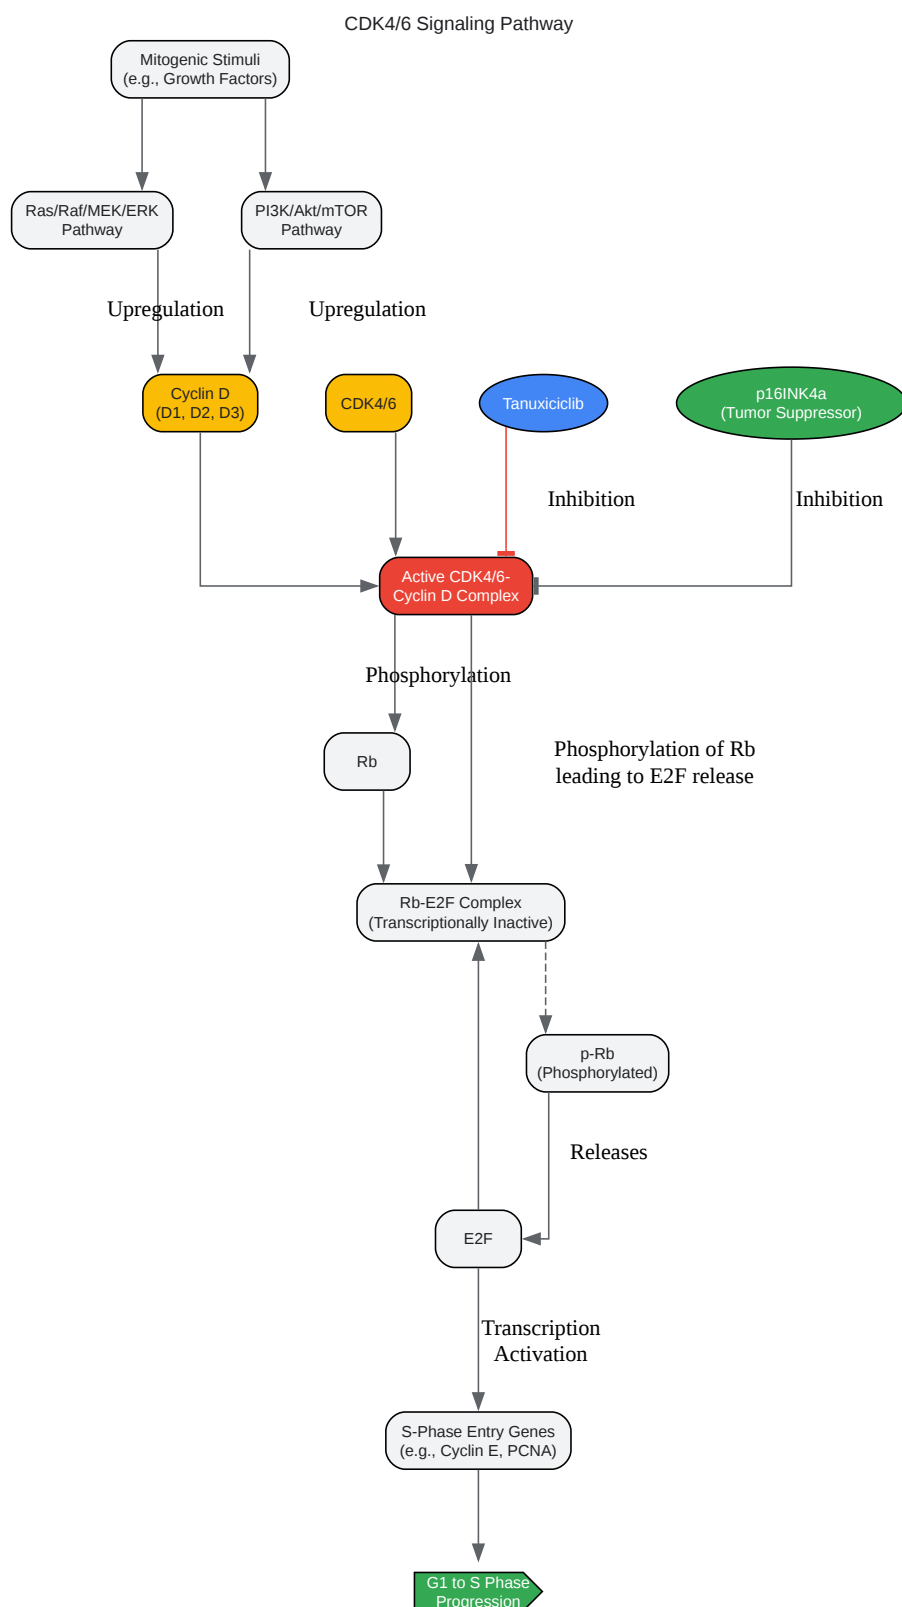 CDK4/6 Signaling Pathway
Mitogenic Stimuli
(e.g., Growth Factors)
Ras/Raf/MEK/ERK
Pathway
PI3K/Akt/mTOR
Pathway
Upregulation
Upregulation
Cyclin D
(D1, D2, D3)
CDK4/6
Tanuxiciclib
p16INK4a
(Tumor Suppressor)
Inhibition
Inhibition
Active CDK4/6-
Cyclin D Complex
Phosphorylation
Rb
Phosphorylation of Rb
leading to E2F release
Rb-E2F Complex
(Transcriptionally Inactive)
p-Rb
(Phosphorylated)
Releases
E2F
Transcription
Activation
S-Phase Entry Genes
(e.g., Cyclin E, PCNA)
G1 to S Phase
Progression